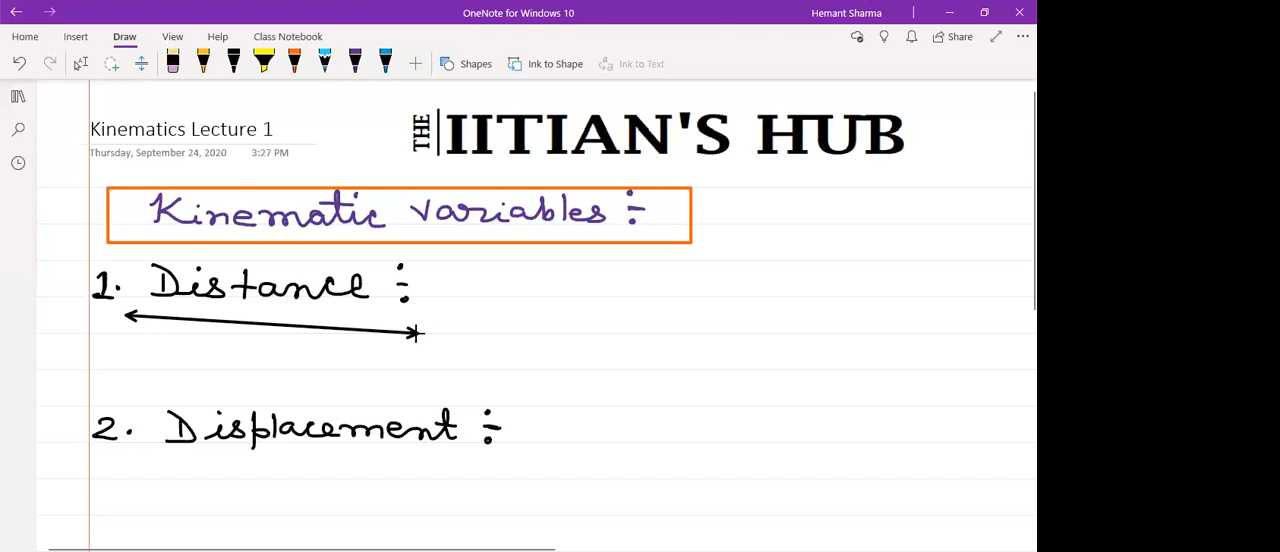 OneNote for Windows 10
Hemant Sharma
Home Insert Draw View Help Class Notebook
Share
Shapes Ink to Shape Ink to Text
Kinematics Lecture 1
Thursday, September 24, 2020 3:27 PM
THE IITIAN'S HUB
Kinematic variables :-
1. Distance :-
2. Displacement :-